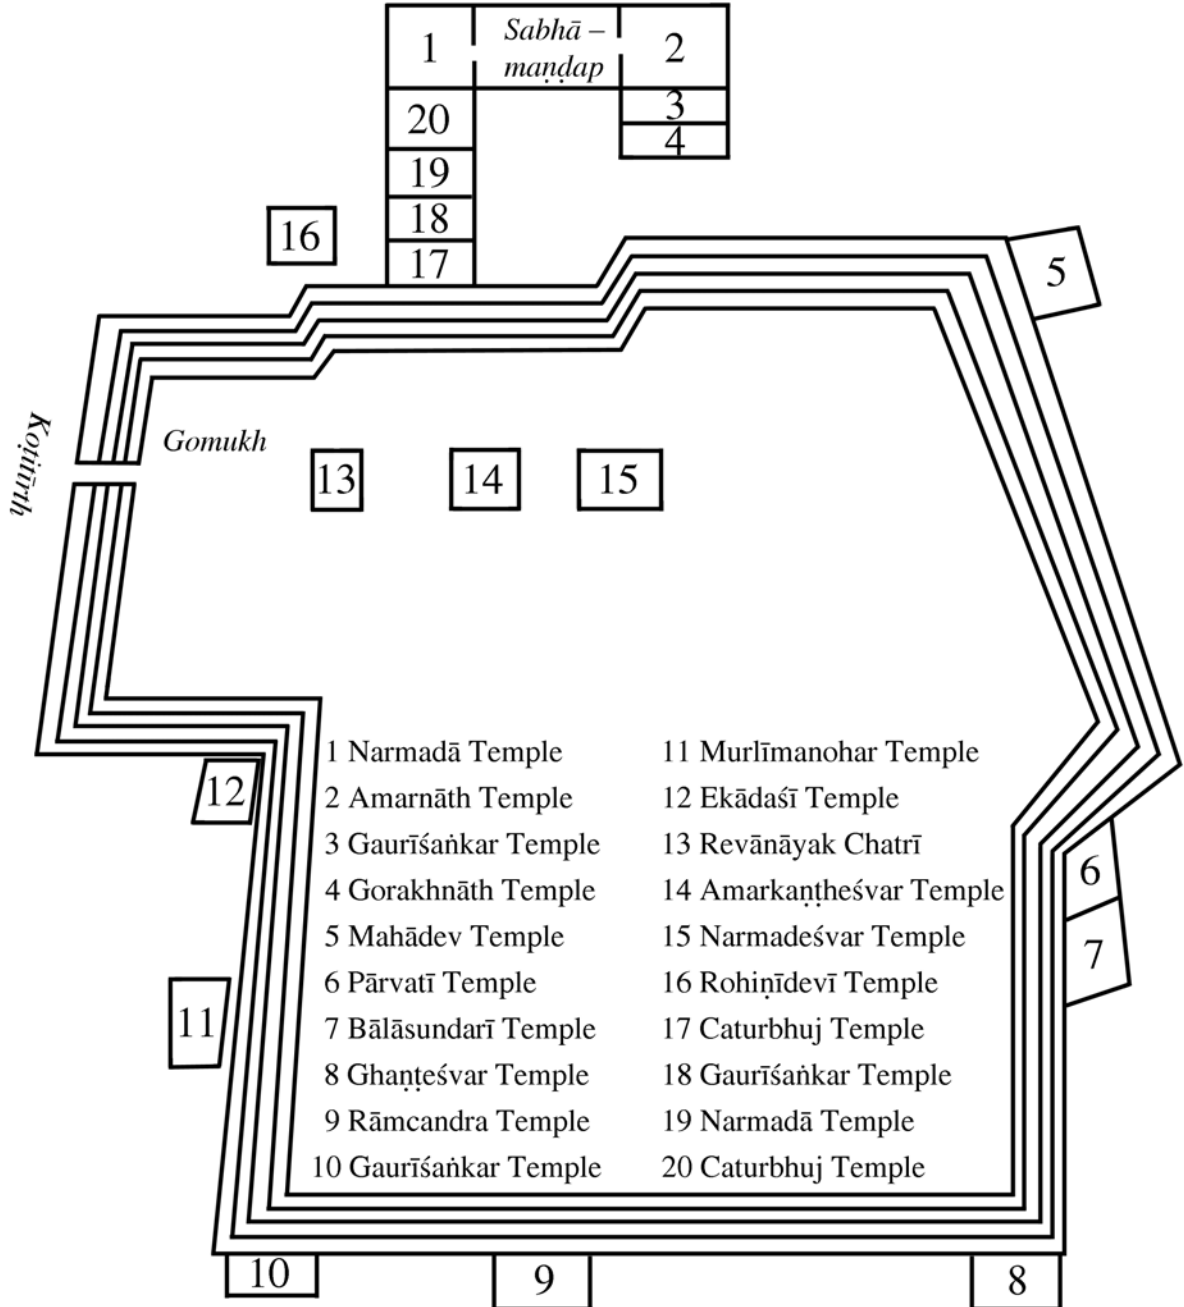 1
Sabhā –
maṇḍap
2
20
3
4
19
18
17
16
5
Koṭitīrth
Gomukh
13
14
15
1 Narmadā Temple
2 Amarnāth Temple
3 Gaurīśaṅkar Temple
4 Gorakhnāth Temple
5 Mahādev Temple
6 Pārvatī Temple
7 Bālāsundarī Temple
8 Ghaṇṭeśvar Temple
9 Rāmcandra Temple
10 Gaurīśaṅkar Temple
11 Murlīmanohar Temple
12 Ekādaśī Temple
13 Revānāyak Chatrī
14 Amarkaṇṭheśvar Temple
15 Narmadeśvar Temple
16 Rohiṇīdevī Temple
17 Caturbhuj Temple
18 Gaurīśaṅkar Temple
19 Narmadā Temple
20 Caturbhuj Temple
12
6
7
11
10
9
8